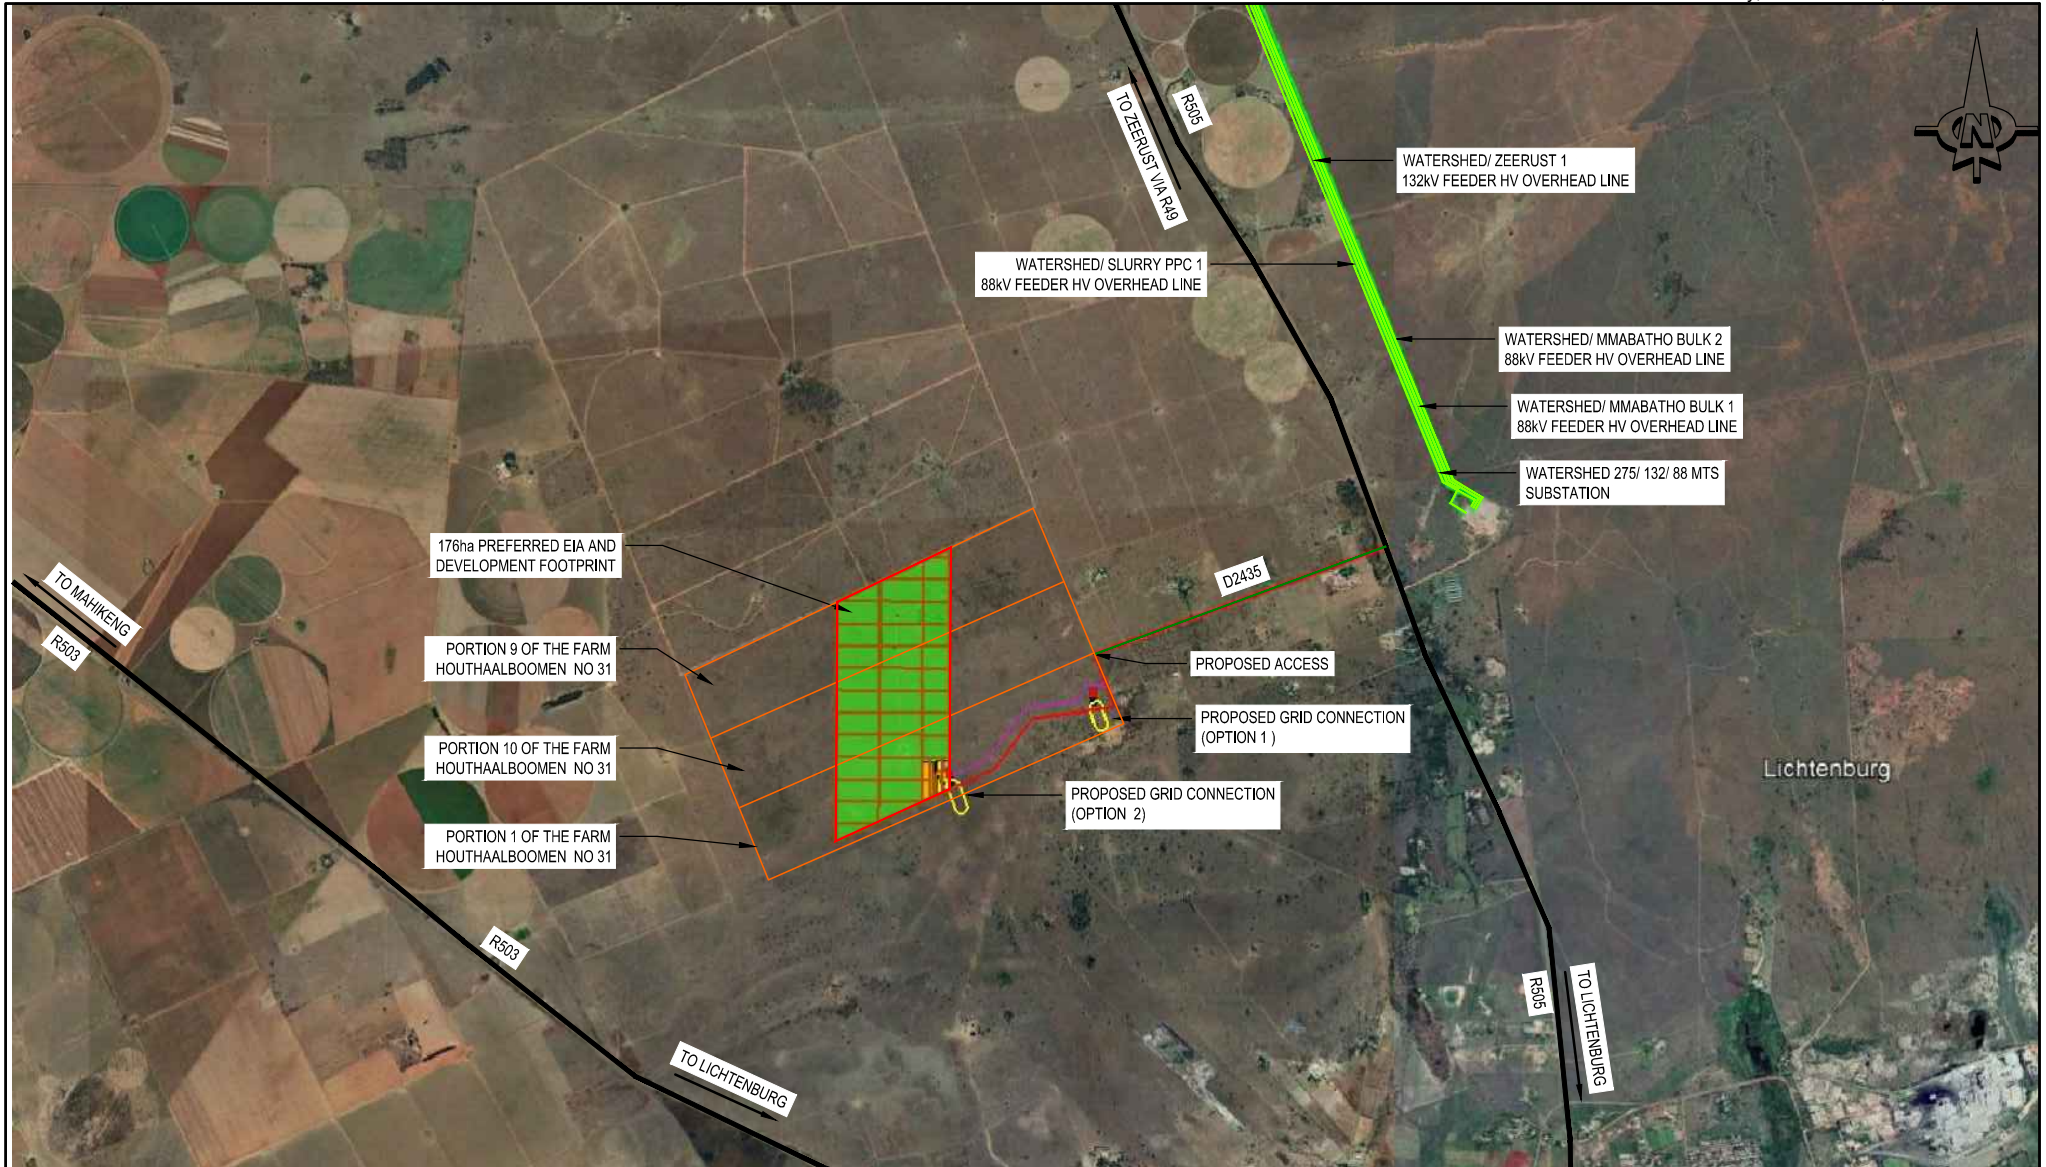 R505
TO ZEERUST VIA R49
N
WATERSHED/ ZEERUST 1
132kV FEEDER HV OVERHEAD LINE
WATERSHED/ SLURRY PPC 1
88kV FEEDER HV OVERHEAD LINE
WATERSHED/ MMABATHO BULK 2
88kV FEEDER HV OVERHEAD LINE
WATERSHED/ MMABATHO BULK 1
88kV FEEDER HV OVERHEAD LINE
WATERSHED 275/ 132/ 88 MTS
SUBSTATION
176ha PREFERRED EIA AND
DEVELOPMENT FOOTPRINT
D2435
TO MAHIKENG
R503
PORTION 9 OF THE FARM
HOUTHAALBOOMEN NO 31
PROPOSED ACCESS
PROPOSED GRID CONNECTION
(OPTION 1 )
PORTION 10 OF THE FARM
HOUTHAALBOOMEN NO 31
Lichtenburg
PROPOSED GRID CONNECTION
(OPTION 2)
PORTION 1 OF THE FARM
HOUTHAALBOOMEN NO 31
R503
R505
TO LICHTENBURG
TO LICHTENBURG